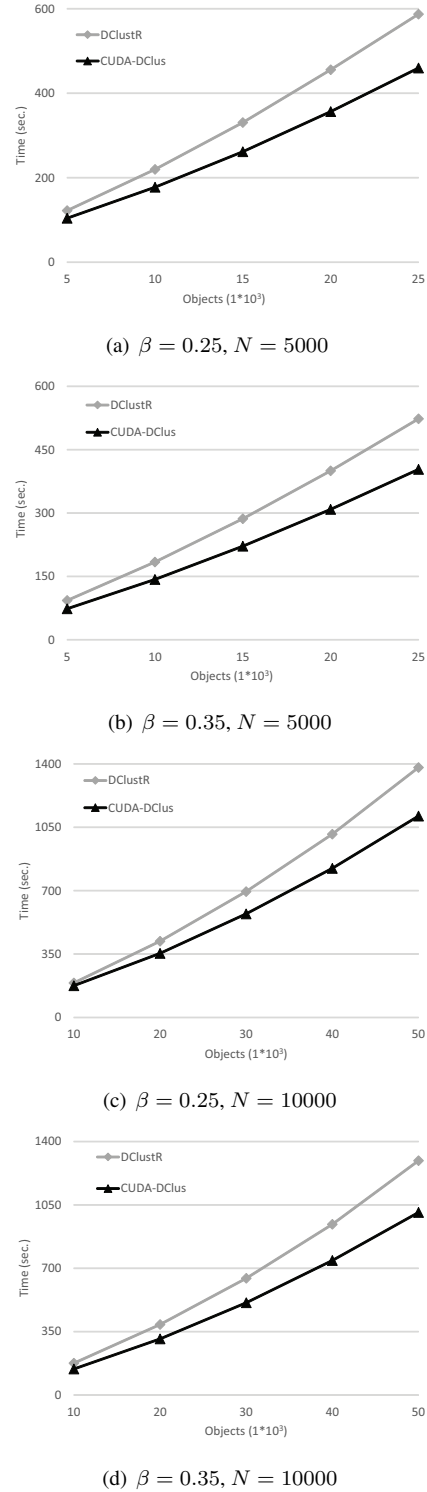 600
DClustR
CUDA-DClus
400
Time (sec.)
200
0
5 10 15 20 25
Objects (1*10³)
(a) β = 0.25, N = 5000
600
DClustR
450
CUDA-DClus
Time (sec.)
300
150
0
5 10 15 20 25
Objects (1*10³)
(b) β = 0.35, N = 5000
1400
DClustR
CUDA-DClus
1050
Time (sec.)
700
350
0
10 20 30 40 50
Objects (1*10³)
(c) β = 0.25, N = 10000
1400
DClustR
CUDA-DClus
1050
Time (sec.)
700
350
0
10 20 30 40 50
Objects (1*10³)
(d) β = 0.35, N = 10000